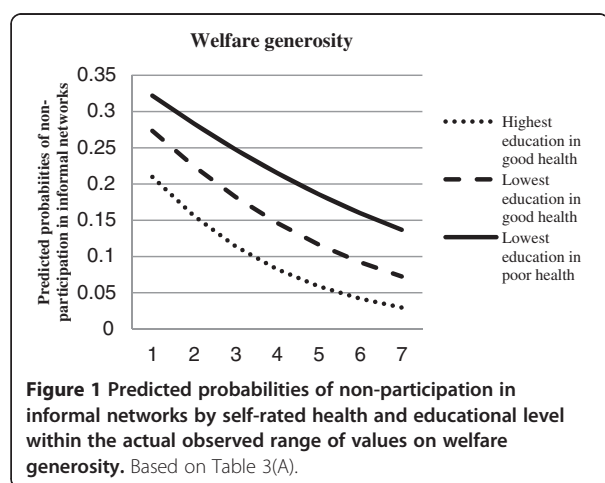 Welfare generosity
Predicted probabiities of non-
participation in informal networks
0.35
0.3
0.25
0.2
0.15
0.1
0.05
0
1 2 3 4 5 6 7
Highest
education in
good health
Lowest
education in
good health
Lowest
education in
poor health
Figure 1 Predicted probabilities of non-participation in
informal networks by self-rated health and educational level
within the actual observed range of values on welfare
generosity. Based on Table 3(A).